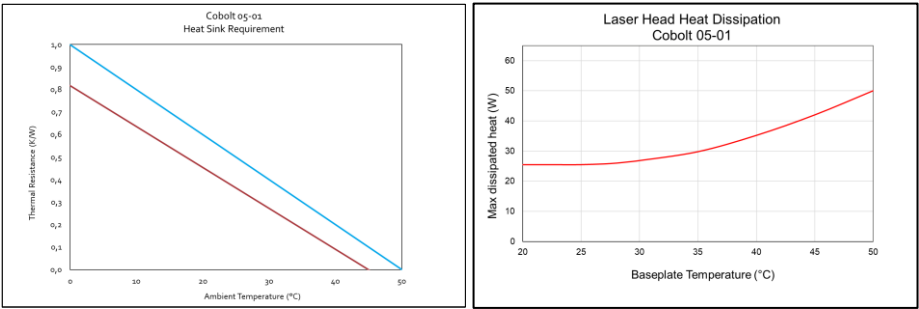 Cobolt 05-01
Heat Sink Requirement
Thermal Resistance (K/W)
1,0
0,9
0,8
0,7
0,6
0,5
0,4
0,3
0,2
0,1
0,0
0 10 20 30 40 50
Ambient Temperature (°C)
Laser Head Heat Dissipation
Cobolt 05-01
Max dissipated heat (W)
60
50
40
30
20
10
0
20 25 30 35 40 45 50
Baseplate Temperature (°C)